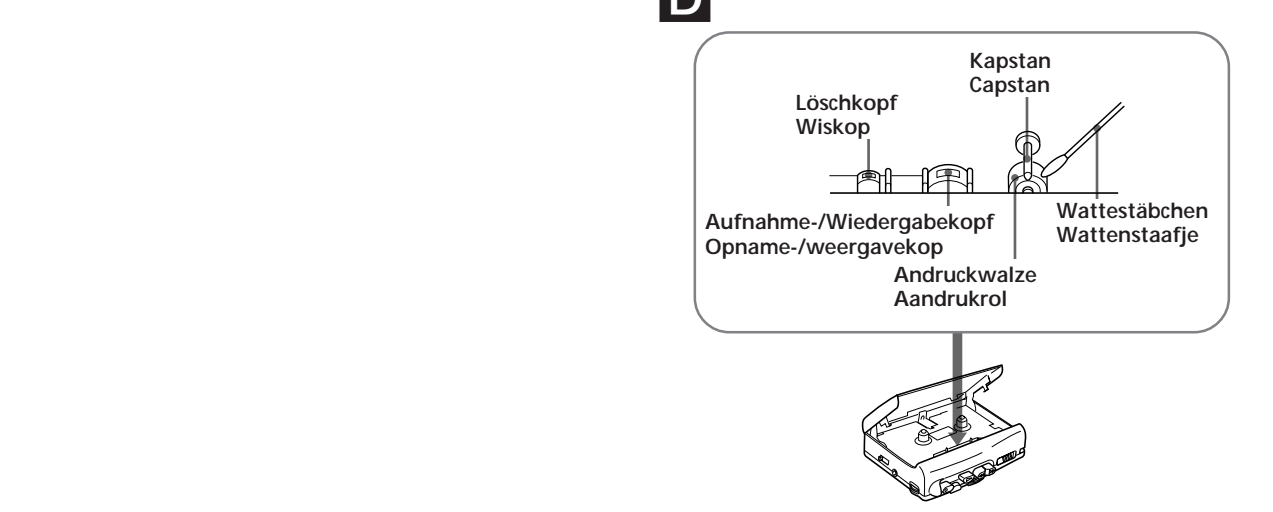 D
Kapstan
Capstan
Löschkopf
Wiskop
Aufnahme-/Wiedergabekopf
Opname-/weergavekop
Wattestäbchen
Wattenstaafje
Andruckwalze
Aandrukrol